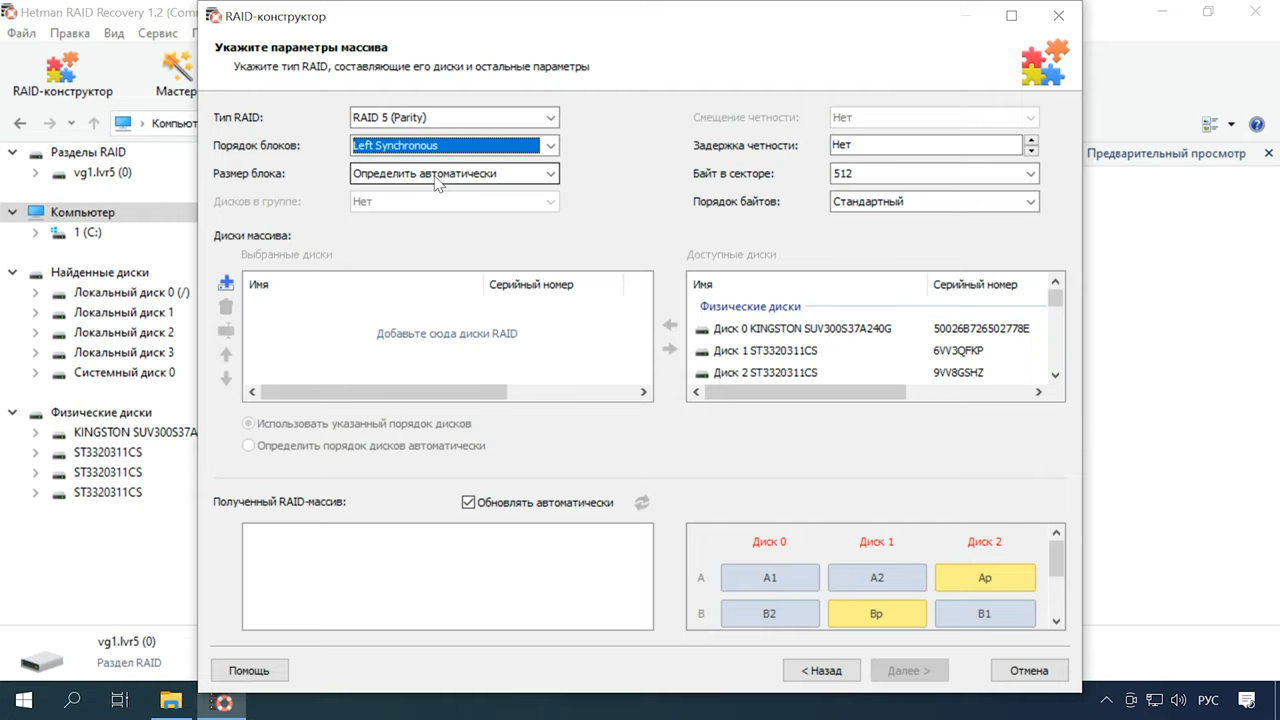 Hetman RAID Recovery 1.2 (Com
Файл Правка Вид Сервис
RAID-конструктор
Мастер
Компьют
Разделы RAID
vg1.lvr5 (0)
Компьютер
1 (C:)
Найденные диски
Локальный диск 0 (/)
Локальный диск 1
Локальный диск 2
Локальный диск 3
Системный диск 0
Физические диски
KINGSTON SUV300S37A
ST3320311CS
ST3320311CS
ST3320311CS
vg1.lvr5 (0)
Раздел RAID
RAID-конструктор
Укажите параметры массива
Укажите тип RAID, составляющие его диски и остальные параметры
Тип RAID: RAID 5 (Parity)
Порядок блоков: Left Synchronous
Размер блока: Определить автоматически
Дисков в группе: Нет
Смещение четности: Нет
Задержка четности: Нет
Байт в секторе: 512
Порядок байтов: Стандартный
Диски массива:
Выбранные диски
Имя Серийный номер
Добавьте сюда диски RAID
Доступные диски
Имя Серийный номер
Физические диски
Диск 0 KINGSTON SUV300S37A240G 50026B726502778E
Диск 1 ST3320311CS 6VV3QFKP
Диск 2 ST3320311CS 9VV8GSHZ
Использовать указанный порядок дисков
Определить порядок дисков автоматически
Полученный RAID-массив:
Обновлять автоматически
Диск 0 Диск 1 Диск 2
A A1 A2 Ap
B B2 Bp B1
Помощь
< Назад
Далее >
Отмена
Предварительный просмотр
РУС